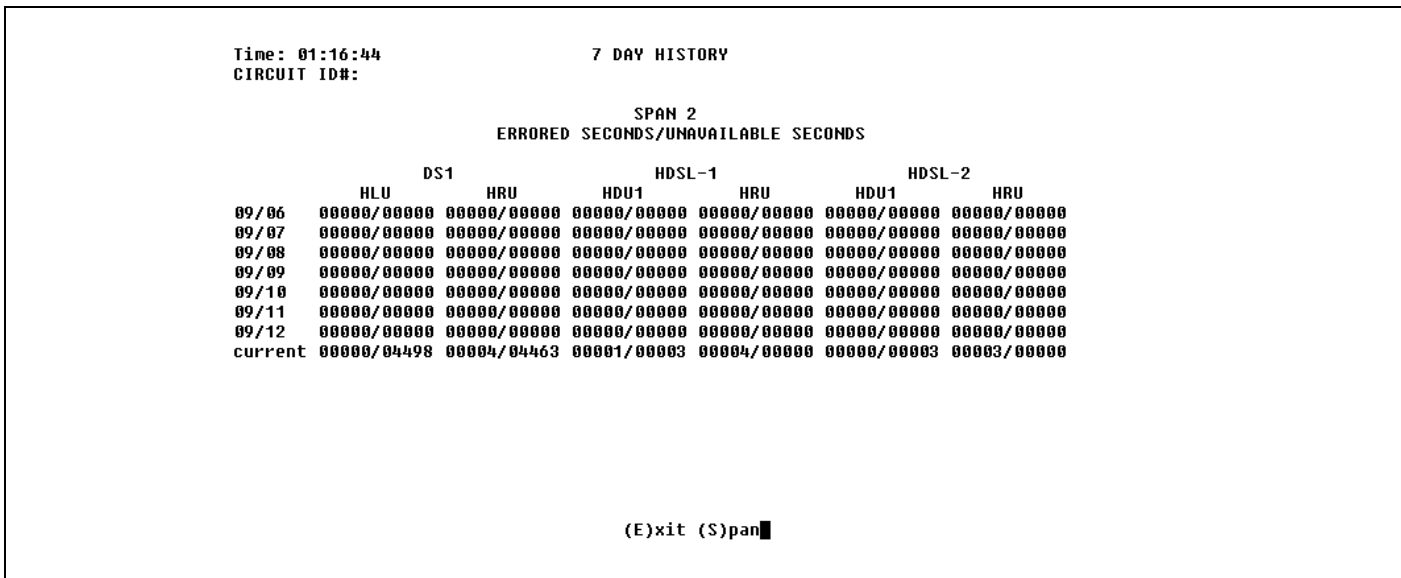 Time: 01:16:44 7 DAY HISTORY
CIRCUIT ID#:
SPAN 2
ERRORED SECONDS/UNAVAILABLE SECONDS
DS1 HDSL-1 HDSL-2
HLU HRU HDU1 HRU HDU1 HRU
09/06 00000/00000 00000/00000 00000/00000 00000/00000 00000/00000 00000/00000
09/07 00000/00000 00000/00000 00000/00000 00000/00000 00000/00000 00000/00000
09/08 00000/00000 00000/00000 00000/00000 00000/00000 00000/00000 00000/00000
09/09 00000/00000 00000/00000 00000/00000 00000/00000 00000/00000 00000/00000
09/10 00000/00000 00000/00000 00000/00000 00000/00000 00000/00000 00000/00000
09/11 00000/00000 00000/00000 00000/00000 00000/00000 00000/00000 00000/00000
09/12 00000/00000 00000/00000 00000/00000 00000/00000 00000/00000 00000/00000
current 00000/04498 00004/04463 00001/00003 00004/00000 00000/00003 00003/00000
(E)xit (S)pan